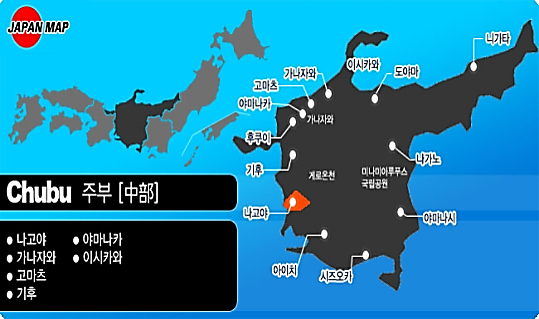 JAPAN MAP
니기타
이시카와
가나자와
도야마
고마츠
야마나카
가나자와
후쿠이
나가노
기후
게로온천
미나미아루푸스
국립공원
나고야
야마나시
아이치
시즈오카
Chubu 주부 [中部]
나고야
야마나카
가나자와
이시카와
고마츠
기후